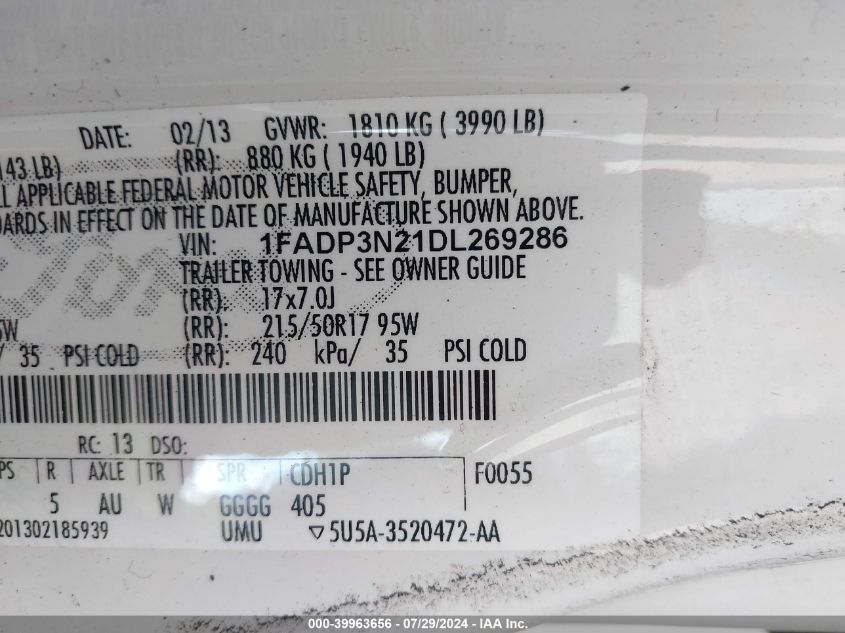 DATE: 02/13 GVWR: 1810 KG ( 3990 LB)
143 LB) (RR): 880 KG ( 1940 LB)
LL APPLICABLE FEDERAL MOTOR VEHICLE SAFETY, BUMPER,
DARDS IN EFFECT ON THE DATE OF MANUFACTURE SHOWN ABOVE.
VIN: 1FADP3N21DL269286
TRAILER TOWING - SEE OWNER GUIDE
(RR): 17x7.0J
5W (RR): 215/50R17 95W
/ 35 PSI COLD (RR): 240 kPa/ 35 PSI COLD
RC: 13 DSO:
PS R AXLE TR SPR CDH1P F0055
5 AU W GGGG 405
201302185939 UMU ▽5U5A-3520472-AA
000-39963656 - 07/29/2024 - IAA Inc.